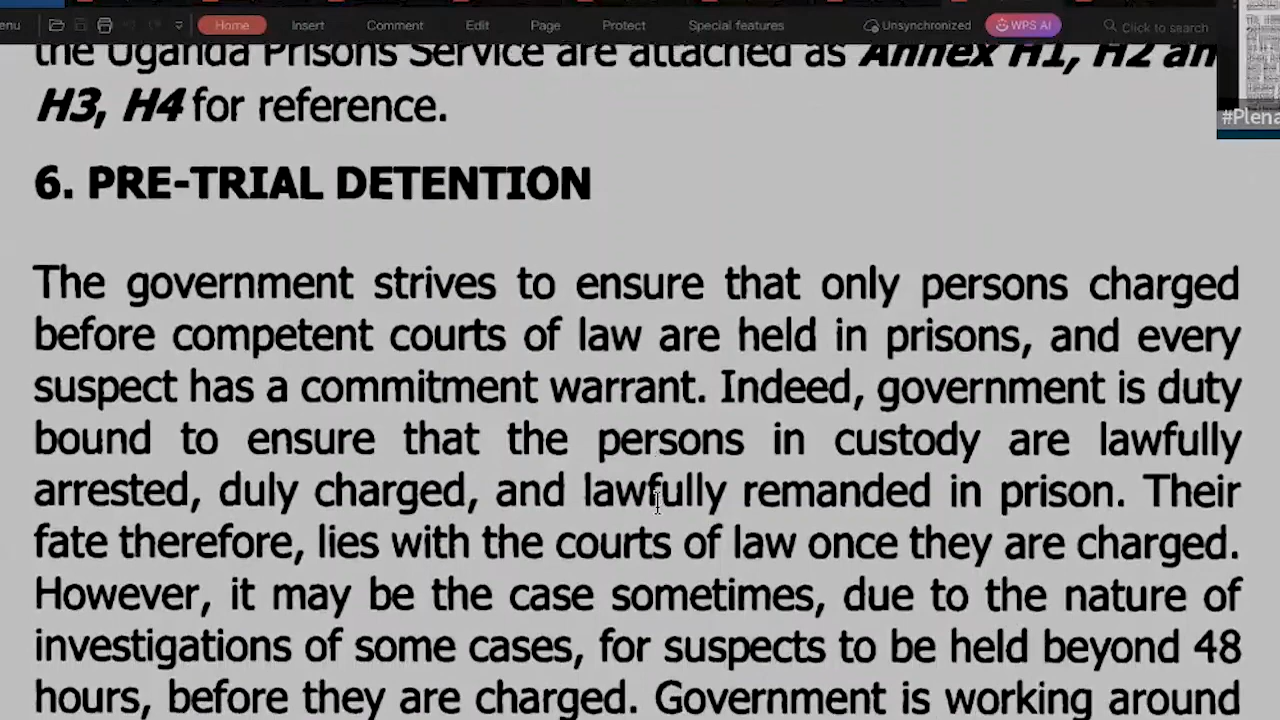 enu Home Insert Comment Edit Page Protect Special features Unsynchronized WPS AI Click to search
the Uganda Prisons Service are attached as Annex H1, H2 an
H3, H4 for reference.
#Plena
6. PRE-TRIAL DETENTION
The government strives to ensure that only persons charged
before competent courts of law are held in prisons, and every
suspect has a commitment warrant. Indeed, government is duty
bound to ensure that the persons in custody are lawfully
arrested, duly charged, and lawfully remanded in prison. Their
fate therefore, lies with the courts of law once they are charged.
However, it may be the case sometimes, due to the nature of
investigations of some cases, for suspects to be held beyond 48
hours, before they are charged. Government is working around